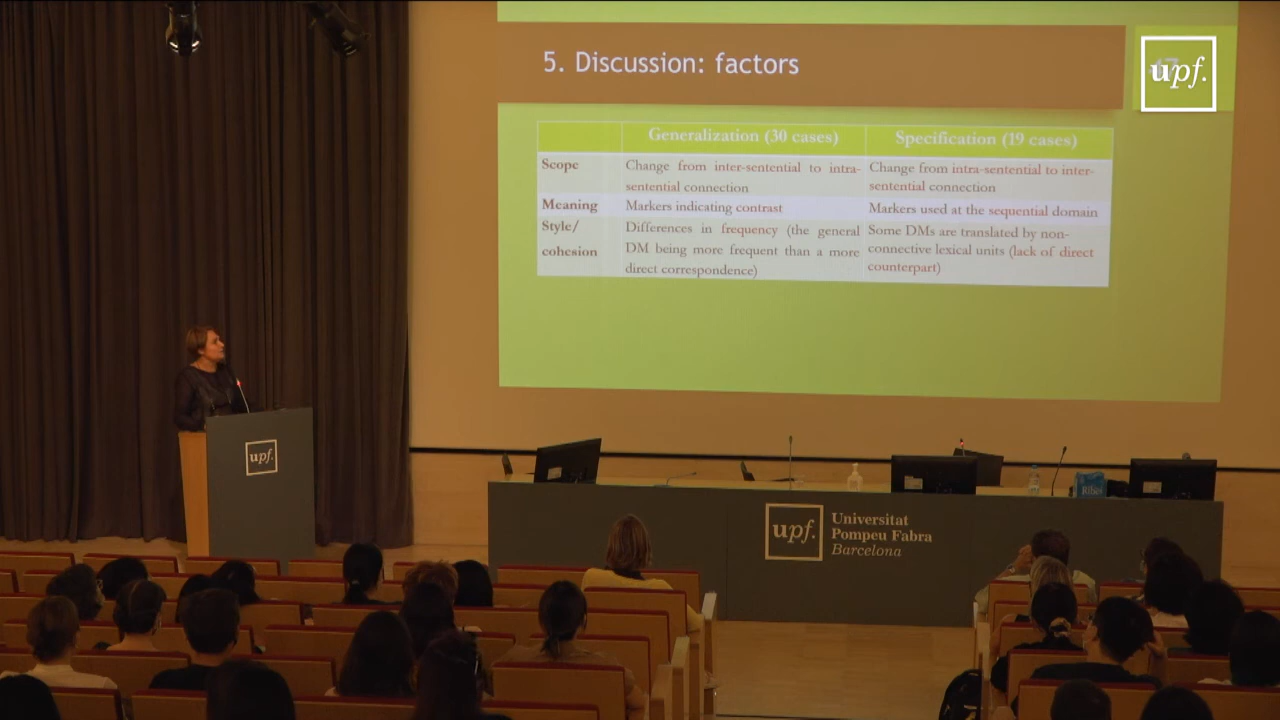 5. Discussion: factors
upf.
Generalization (30 cases)
Specification (19 cases)
Scope
Change from inter-sentential to intra-
sentential connection
Change from intra-sentential to inter-
sentential connection
Meaning
Markers indicating contrast
Markers used at the sequential domain
Style/
cohesion
Differences in frequency (the general
DM being more frequent than a more
direct correspondence)
Some DMs are translated by non-
connective lexical units (lack of direct
counterpart)
upf.
upf.
Universitat
Pompeu Fabra
Barcelona
Ribes